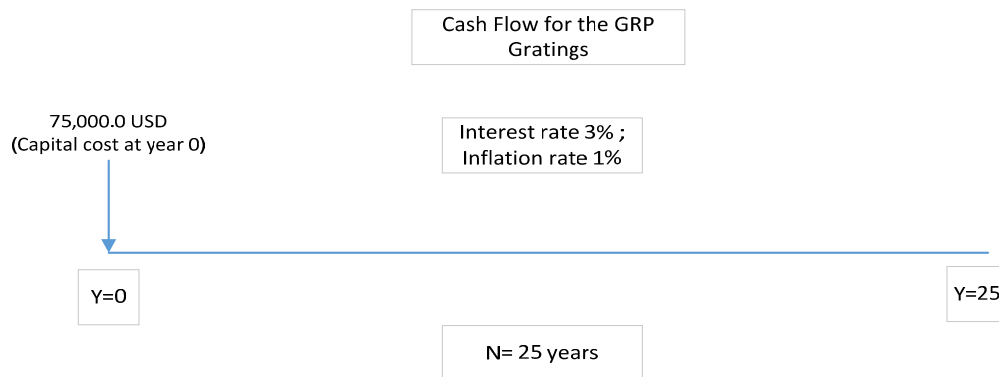 Cash Flow for the GRP
Gratings
75,000.0 USD
(Capital cost at year 0)
Interest rate 3% ;
Inflation rate 1%
Y=0
Y=25
N= 25 years